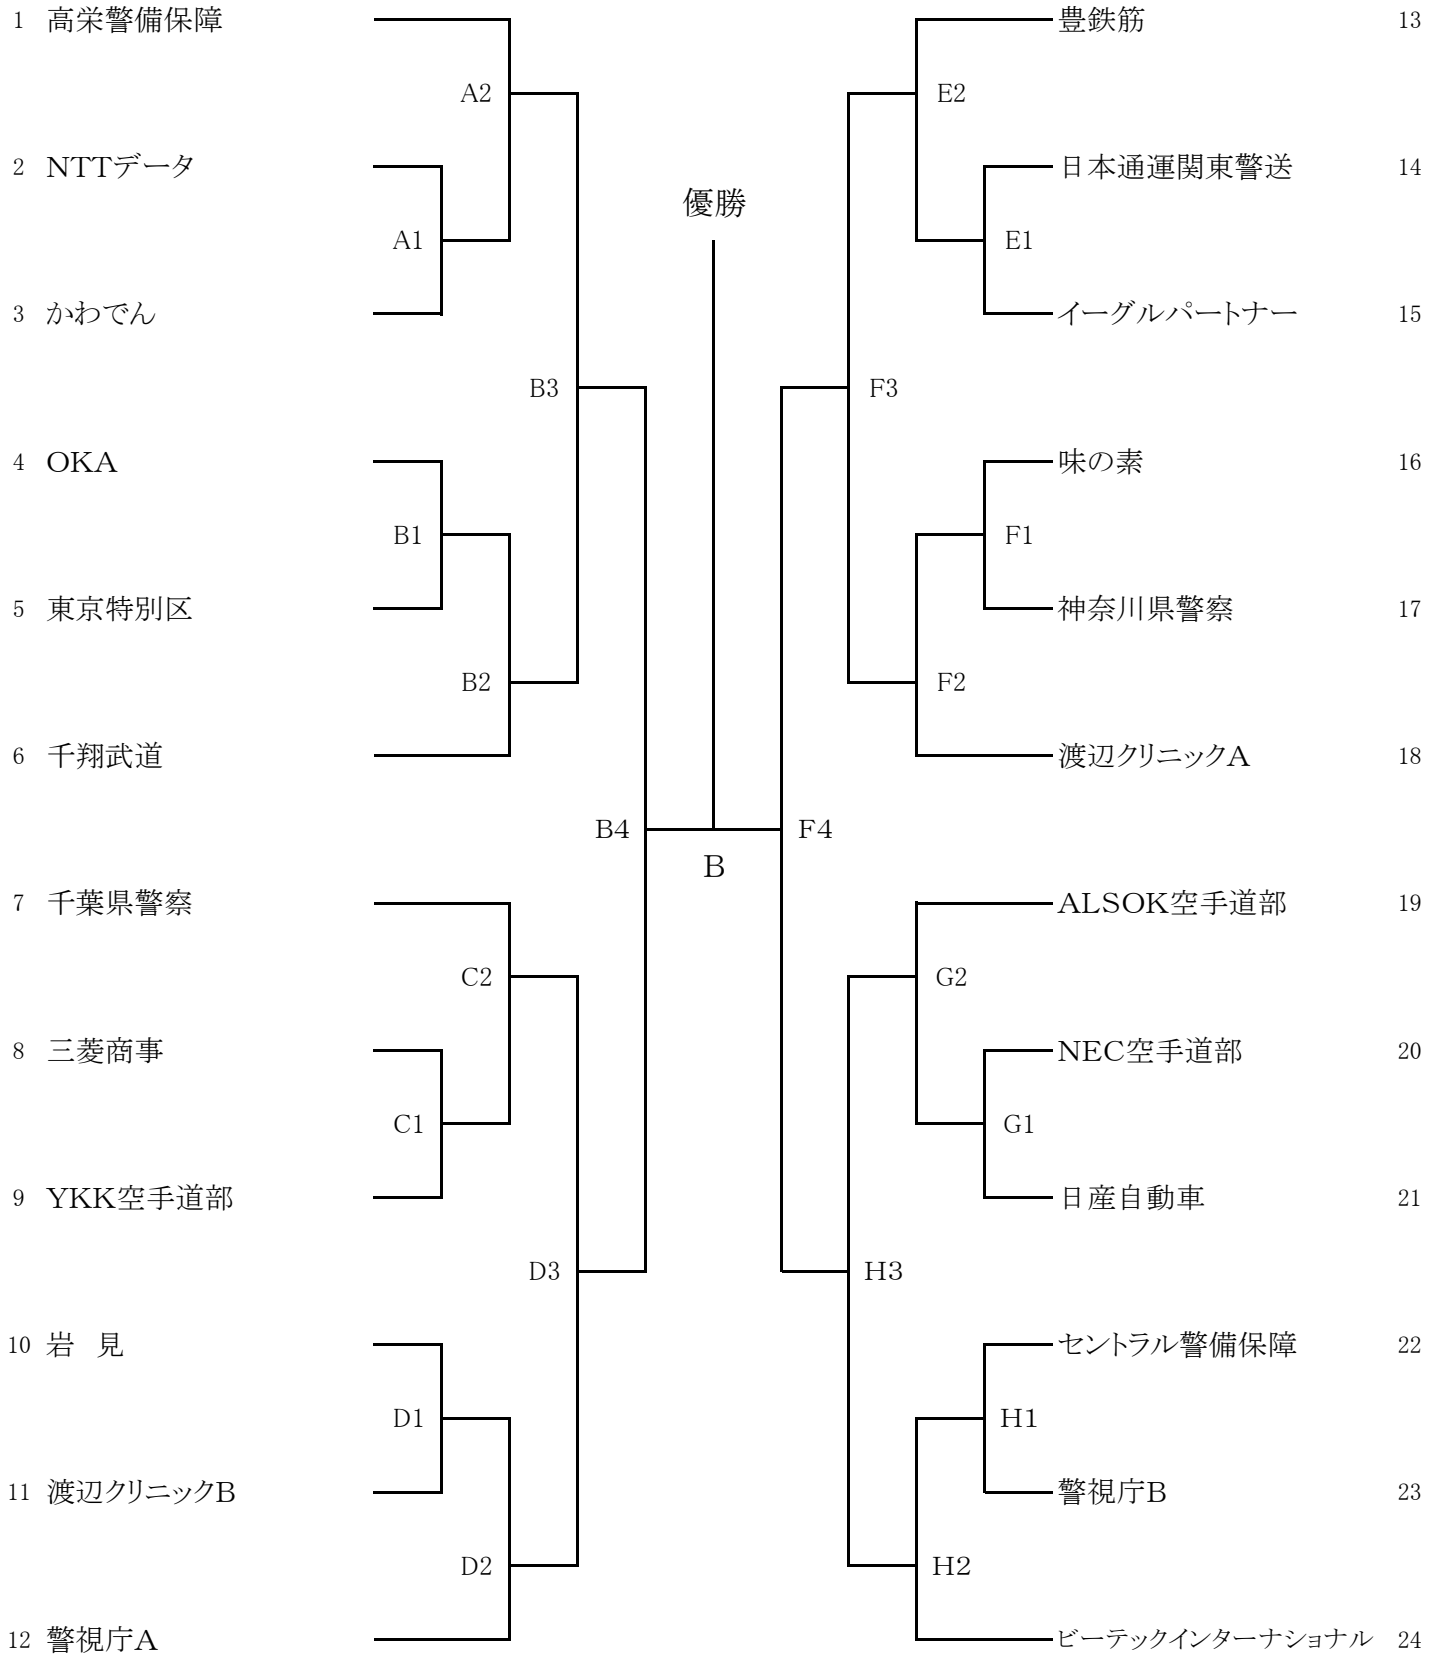 1 高栄警備保障
A2
2 NTTデータ
A1
3 かわでん
B3
4 OKA
B1
5 東京特別区
B2
6 千翔武道
B4
7 千葉県警察
C2
8 三菱商事
C1
9 YKK空手道部
D3
10 岩 見
D1
11 渡辺クリニックB
D2
12 警視庁A
優勝
B
豊鉄筋 13
E2
日本通運関東警送 14
E1
イーグルパートナー 15
F3
味の素 16
F1
神奈川県警察 17
F2
渡辺クリニックA 18
F4
ALSOK空手道部 19
G2
NEC空手道部 20
G1
日産自動車 21
H3
セントラル警備保障 22
H1
警視庁B 23
H2
ビーテックインターナショナル 24